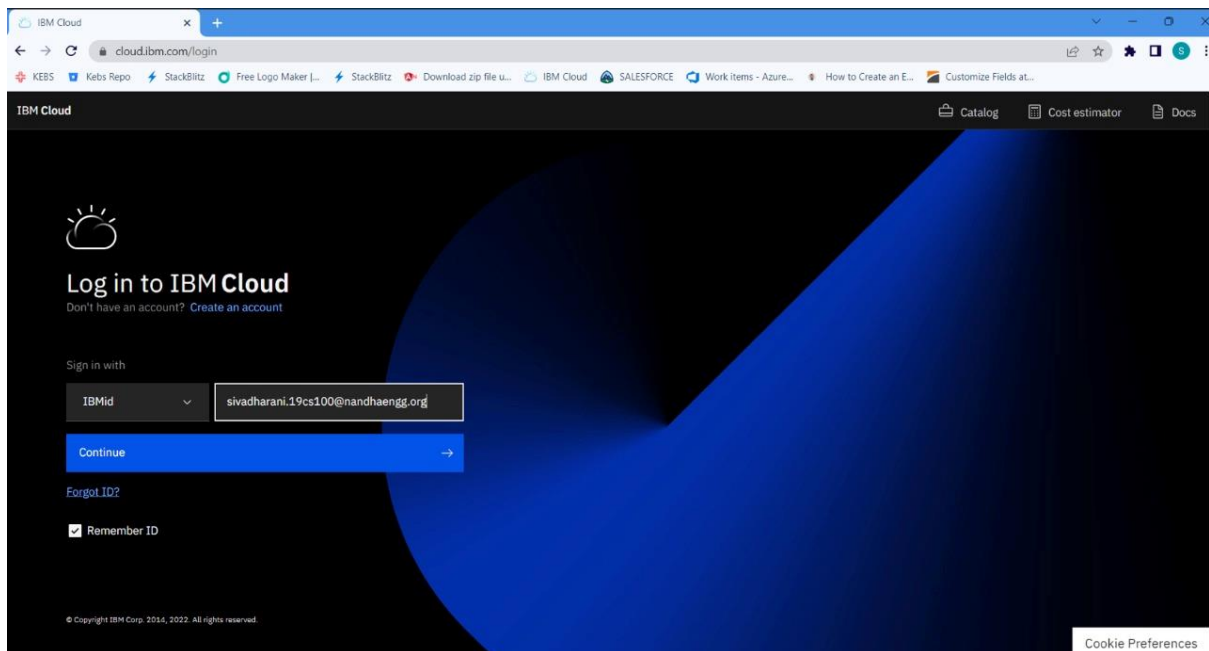 IBM Cloud
cloud.ibm.com/login
KEBS Kebs Repo StackBlitz Free Logo Maker |... StackBlitz Download zip file u... IBM Cloud SALESFORCE Work items - Azure... How to Create an E... Customize Fields at...
IBM Cloud Catalog Cost estimator Docs
Log in to IBM Cloud
Don't have an account? Create an account
Sign in with
IBMid sivadharani.19cs100@nandhaengg.org
Continue
Forgot ID?
Remember ID
© Copyright IBM Corp. 2014, 2022. All rights reserved.
Cookie Preferences